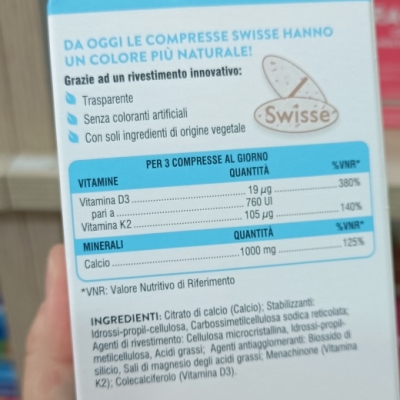 DA OGGI LE COMPRESSE SWISSE HANNO
UN COLORE PIÙ NATURALE!
Grazie ad un rivestimento innovativo:
Trasparente
Senza coloranti artificiali
Con soli ingredienti di origine vegetale
Swisse
PER 3 COMPRESSE AL GIORNO
VITAMINE QUANTITÀ %VNR*
Vitamina D3 19 µg 380%
pari a 760 UI
Vitamina K2 105 µg 140%
MINERALI QUANTITÀ %VNR*
Calcio 1000 mg 125%
*VNR: Valore Nutritivo di Riferimento
INGREDIENTI: Citrato di calcio (Calcio); Stabilizzanti:
Idrossi-propil-cellulosa, Carbossimetilcellulosa sodica reticolata;
Agenti di rivestimento: Cellulosa microcristallina, Idrossi-propil-
metilcellulosa, Acidi grassi; Agenti antiagglomeranti: Biossido di
silicio, Sali di magnesio degli acidi grassi; Menachinone (Vitamina
K2); Colecalciferolo (Vitamina D3).